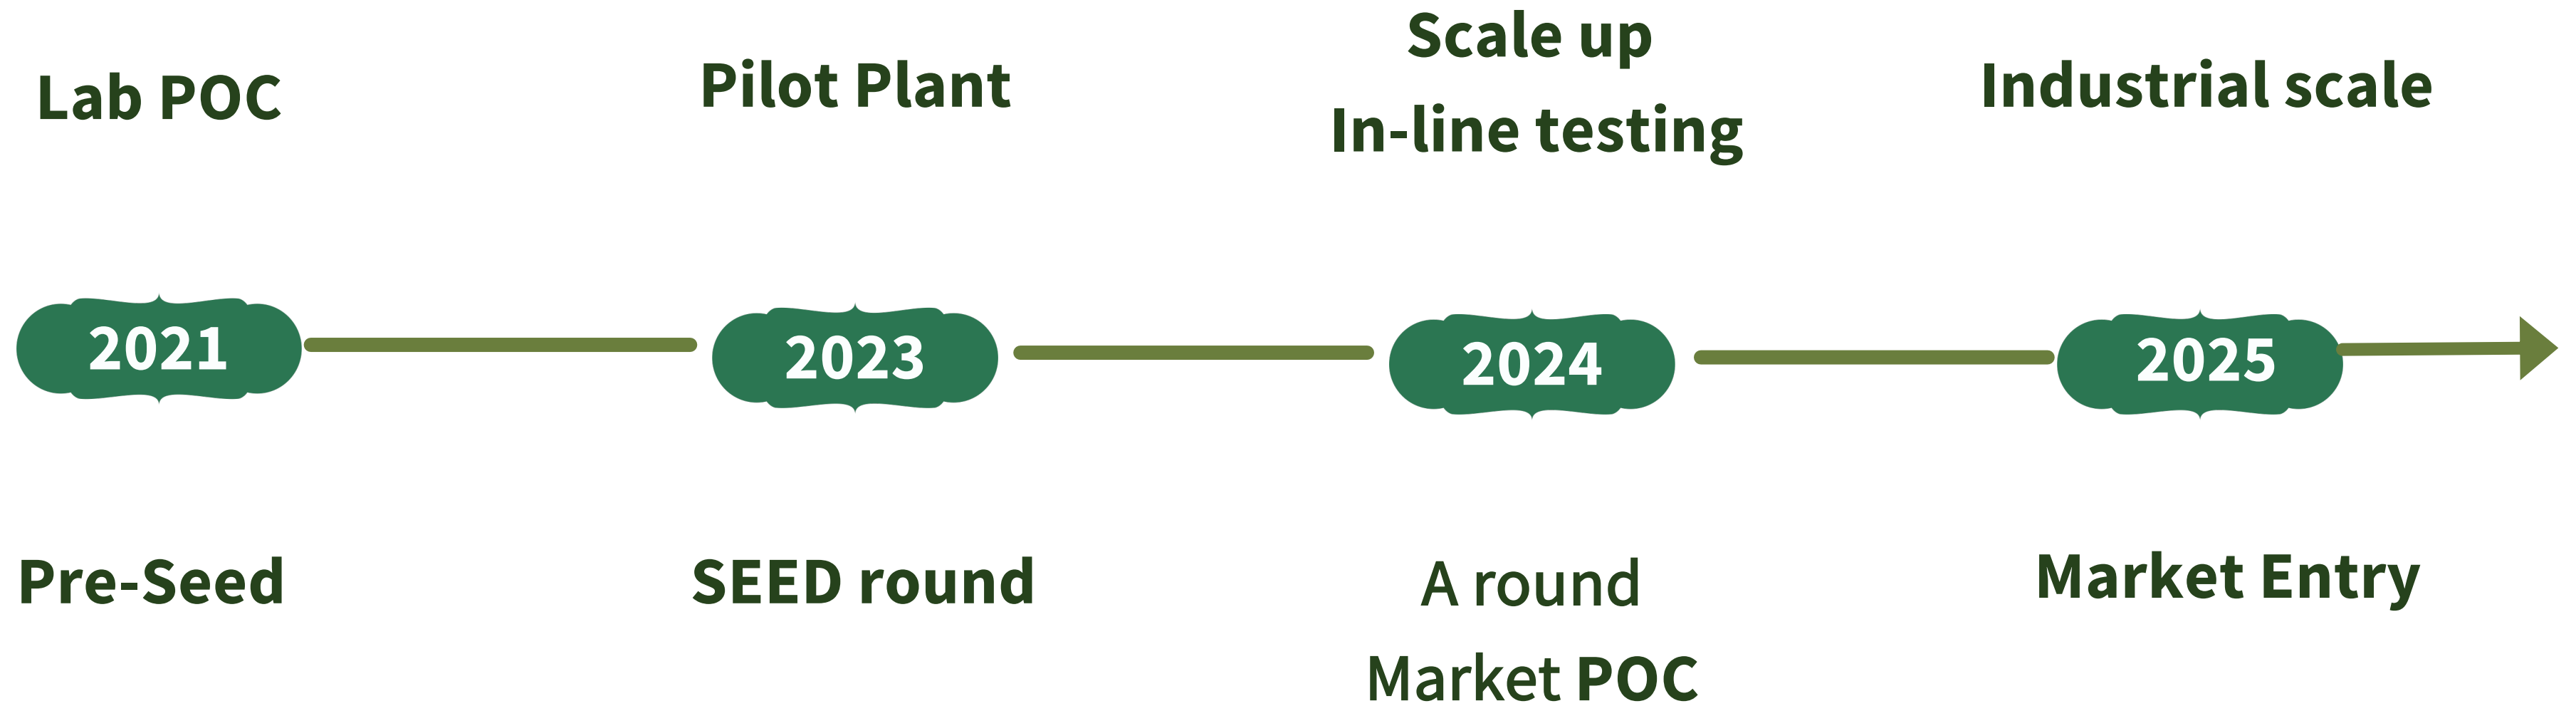 Lab POC
Pilot Plant
Scale up
In-line testing
Industrial scale
2021
2023
2024
2025
Pre-Seed
SEED round
A round
Market POC
Market Entry